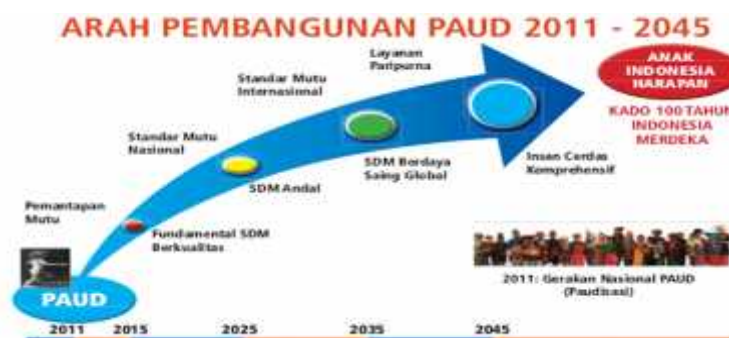 ARAH PEMBANGUNAN PAUD 2011 - 2045
Layanan
Paripurna
ANAK
INDONESIA
HARAPAN
Standar Mutu
Internasional
KADO 100 TAHUN
INDONESIA
MERDEKA
Standar Mutu
Nasional
Insan Cerdas
Komprehensif
SDM Berdaya
Saing Global
SDM Andal
Pemantapan
Mutu
Fundamental SDM
Berkualitas
2011: Gerakan Nasional PAUD
(Paudisasi)
PAUD
2011 2015 2025 2035 2045